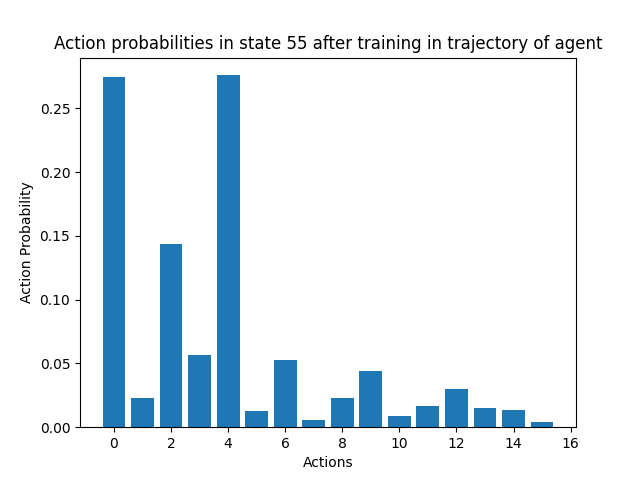 Action probabilities in state 55 after training in trajectory of agent
0.25
0.20
0.15
0.10
0.05
0.00
Action Probability
0 2 4 6 8 10 12 14 16
Actions